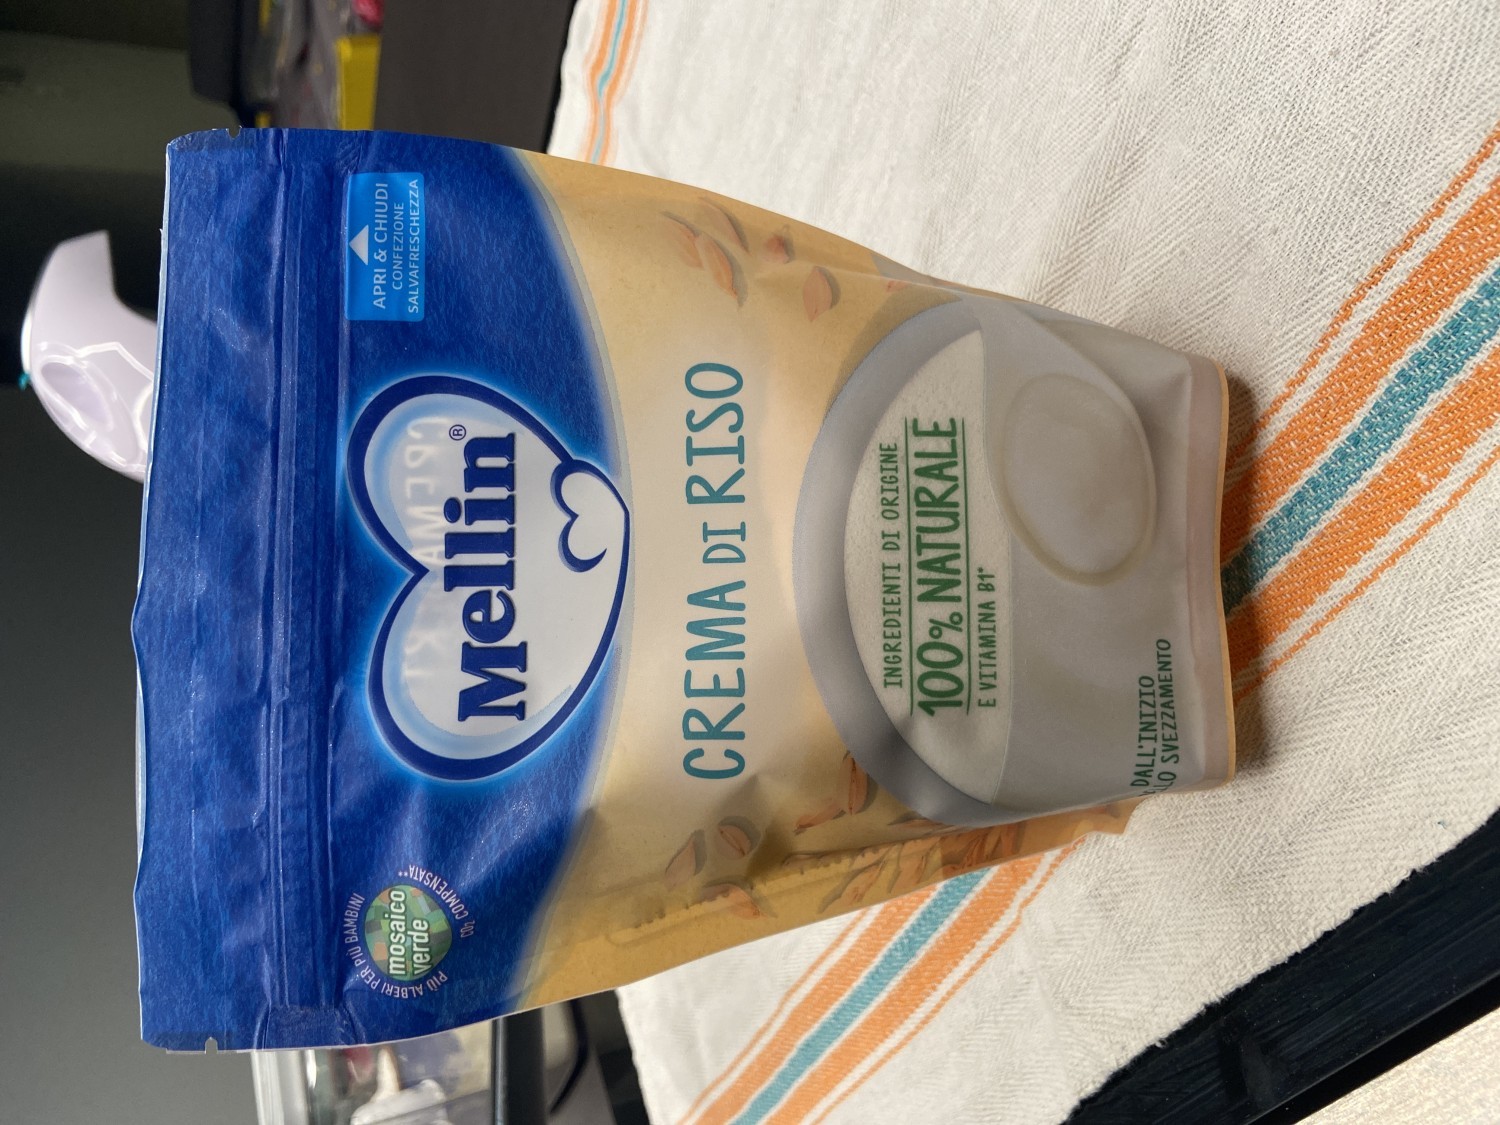 APRI & CHIUDI
CONFEZIONE
SALVAFRESCHEZZA
Mellin®
PIÙ ALBERI PER PIÙ BAMBINI
mosaico
verde
CO2 COMPENSATA**
CREMA DI RISO
INGREDIENTI DI ORIGINE
100% NATURALE
E VITAMINA B1*
DALL'INIZIO
LO SVEZZAMENTO